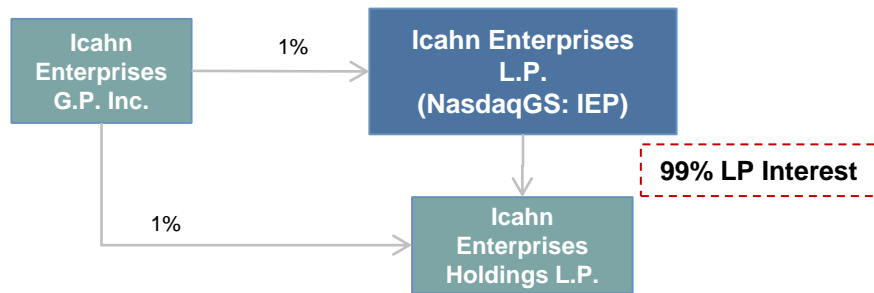 Icahn
Enterprises
G.P. Inc.
1%
Icahn Enterprises
L.P.
(NasdaqGS: IEP)
99% LP Interest
1%
Icahn
Enterprises
Holdings L.P.